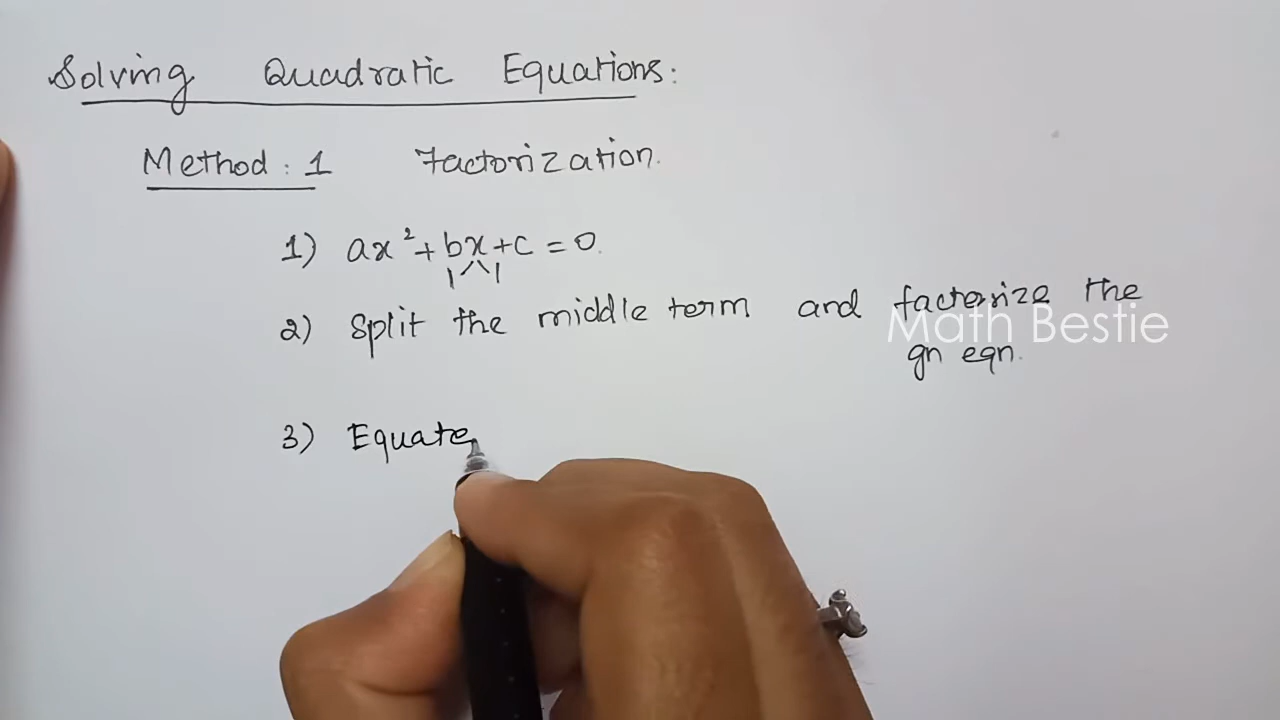 Solving Quadratic Equations:
Method: 1 Factorization.
1) ax²+bx+c=0.
2) Split the middle term and factorize the
Math Bestie
gn eqn.
3) Equate